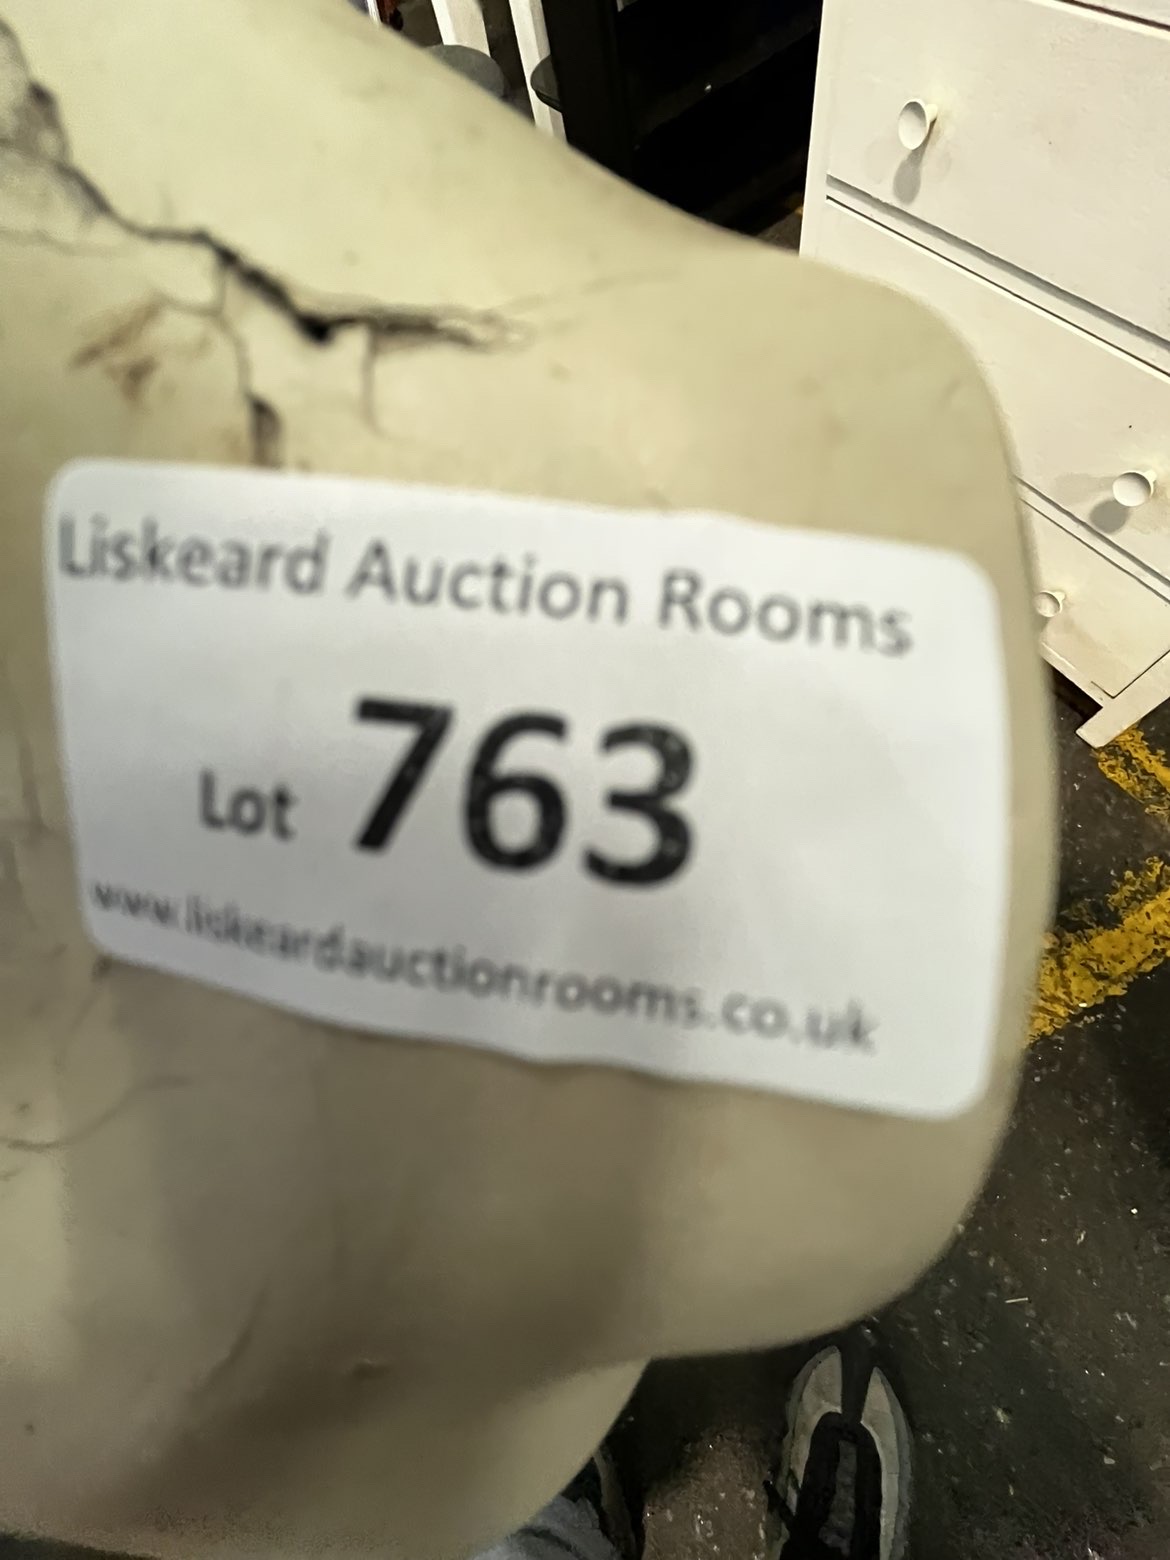 Liskeard Auction Rooms
Lot 763
www.liskeardauctionrooms.co.uk